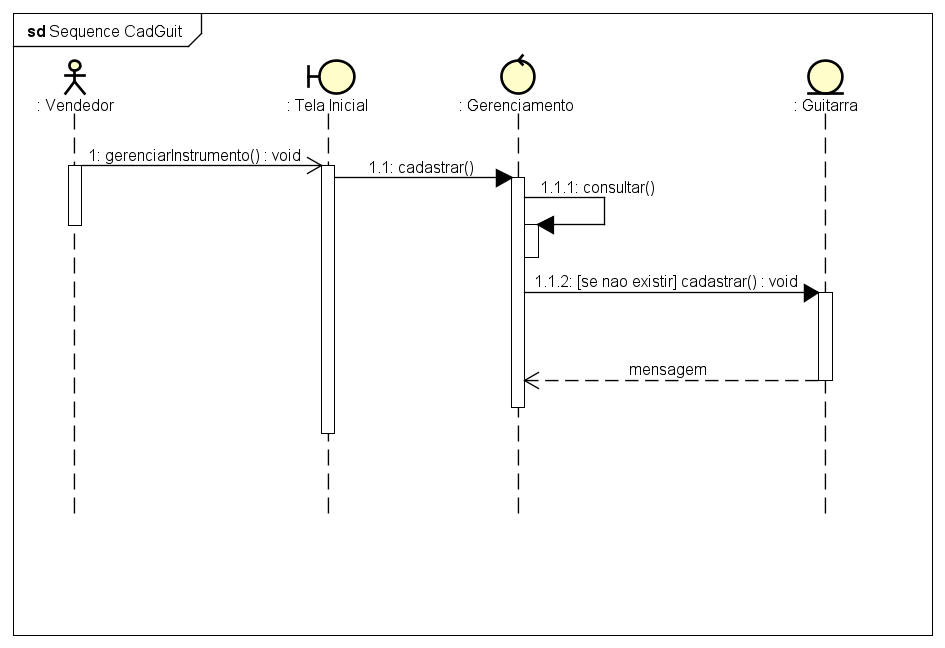 sd Sequence CadGuit
: Vendedor
: Tela Inicial
: Gerenciamento
: Guitarra
1: gerenciarInstrumento() : void
1.1: cadastrar()
1.1.1: consultar()
1.1.2: [se nao existir] cadastrar() : void
mensagem